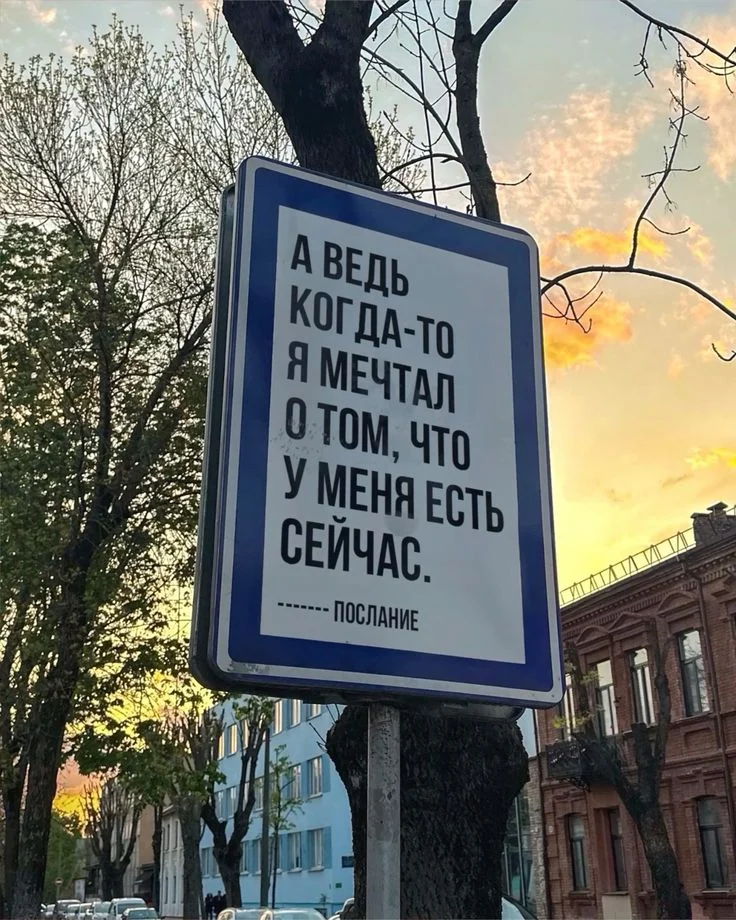 А ВЕДЬ
КОГДА-ТО
Я МЕЧТАЛ
О ТОМ, ЧТО
У МЕНЯ ЕСТЬ
СЕЙЧАС.
------- ПОСЛАНИЕ